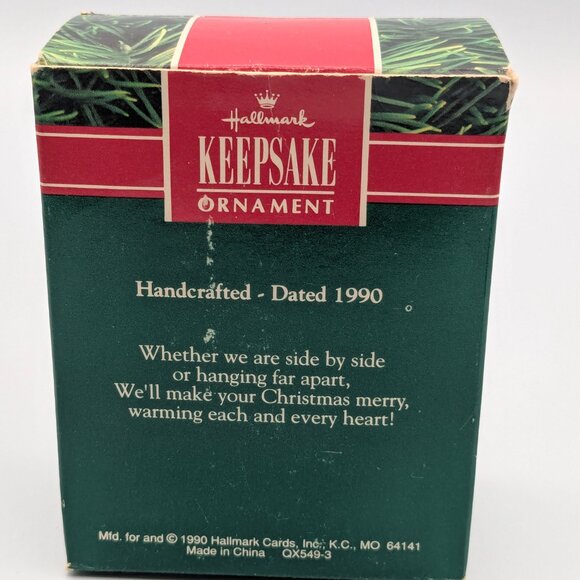 Hallmark
KEEPSAKE
ORNAMENT
Handcrafted - Dated 1990
Whether we are side by side
or hanging far apart,
We'll make your Christmas merry,
warming each and every heart!
Mfd. for and © 1990 Hallmark Cards, Inc., K.C., MO 64141
Made in China QX549-3